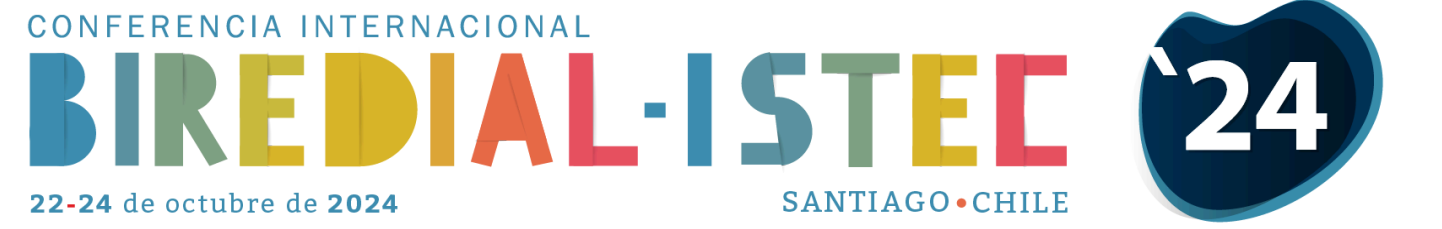 CONFERENCIA INTERNACIONAL
BIREDIAL-ISTEC
22-24 de octubre de 2024
SANTIAGO•CHILE
`24